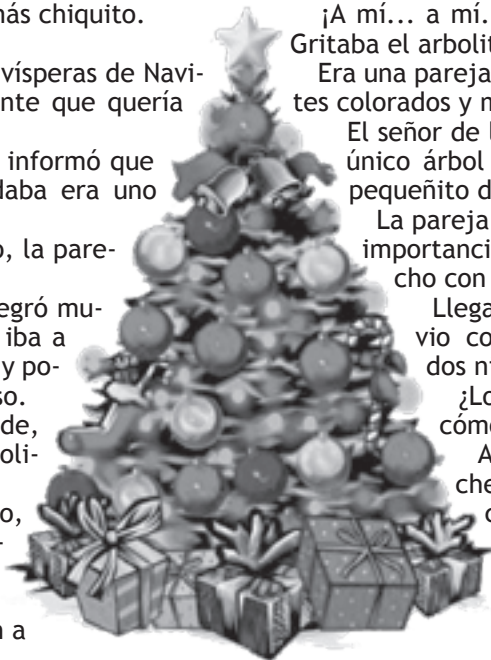 más chiquito.
vísperas de Navi-
nte que quería
informó que
daba era uno
o, la pare-
egró mu-
iba a
y po-
so.
de,
oli-
o,
-
a
¡A mí... a mí.
Gritaba el arbolit
Era una pareja
tes colorados y
El señor de
único árbol
pequeñito d
La pareja
importanci
cho con
Llega
vio co
dos
¿Lo
cómo
A
che